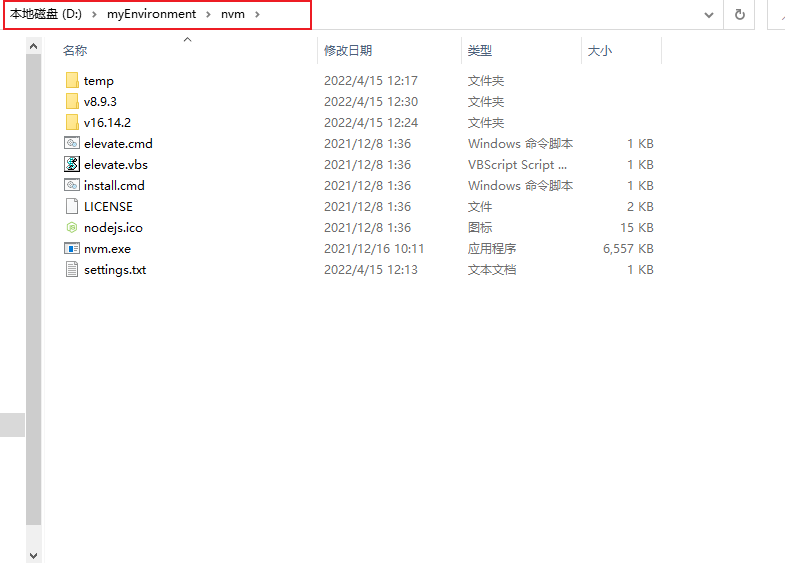 本地磁盘 (D:) > myEnvironment > nvm >
名称 修改日期 类型 大小
temp 2022/4/15 12:17 文件夹
v8.9.3 2022/4/15 12:30 文件夹
v16.14.2 2022/4/15 12:24 文件夹
elevate.cmd 2021/12/8 1:36 Windows 命令脚本 1 KB
elevate.vbs 2021/12/8 1:36 VBScript Script ... 1 KB
install.cmd 2021/12/8 1:36 Windows 命令脚本 1 KB
LICENSE 2021/12/8 1:36 文件 2 KB
nodejs.ico 2021/12/8 1:36 图标 15 KB
nvm.exe 2021/12/16 10:11 应用程序 6,557 KB
settings.txt 2022/4/15 12:13 文本文档 1 KB